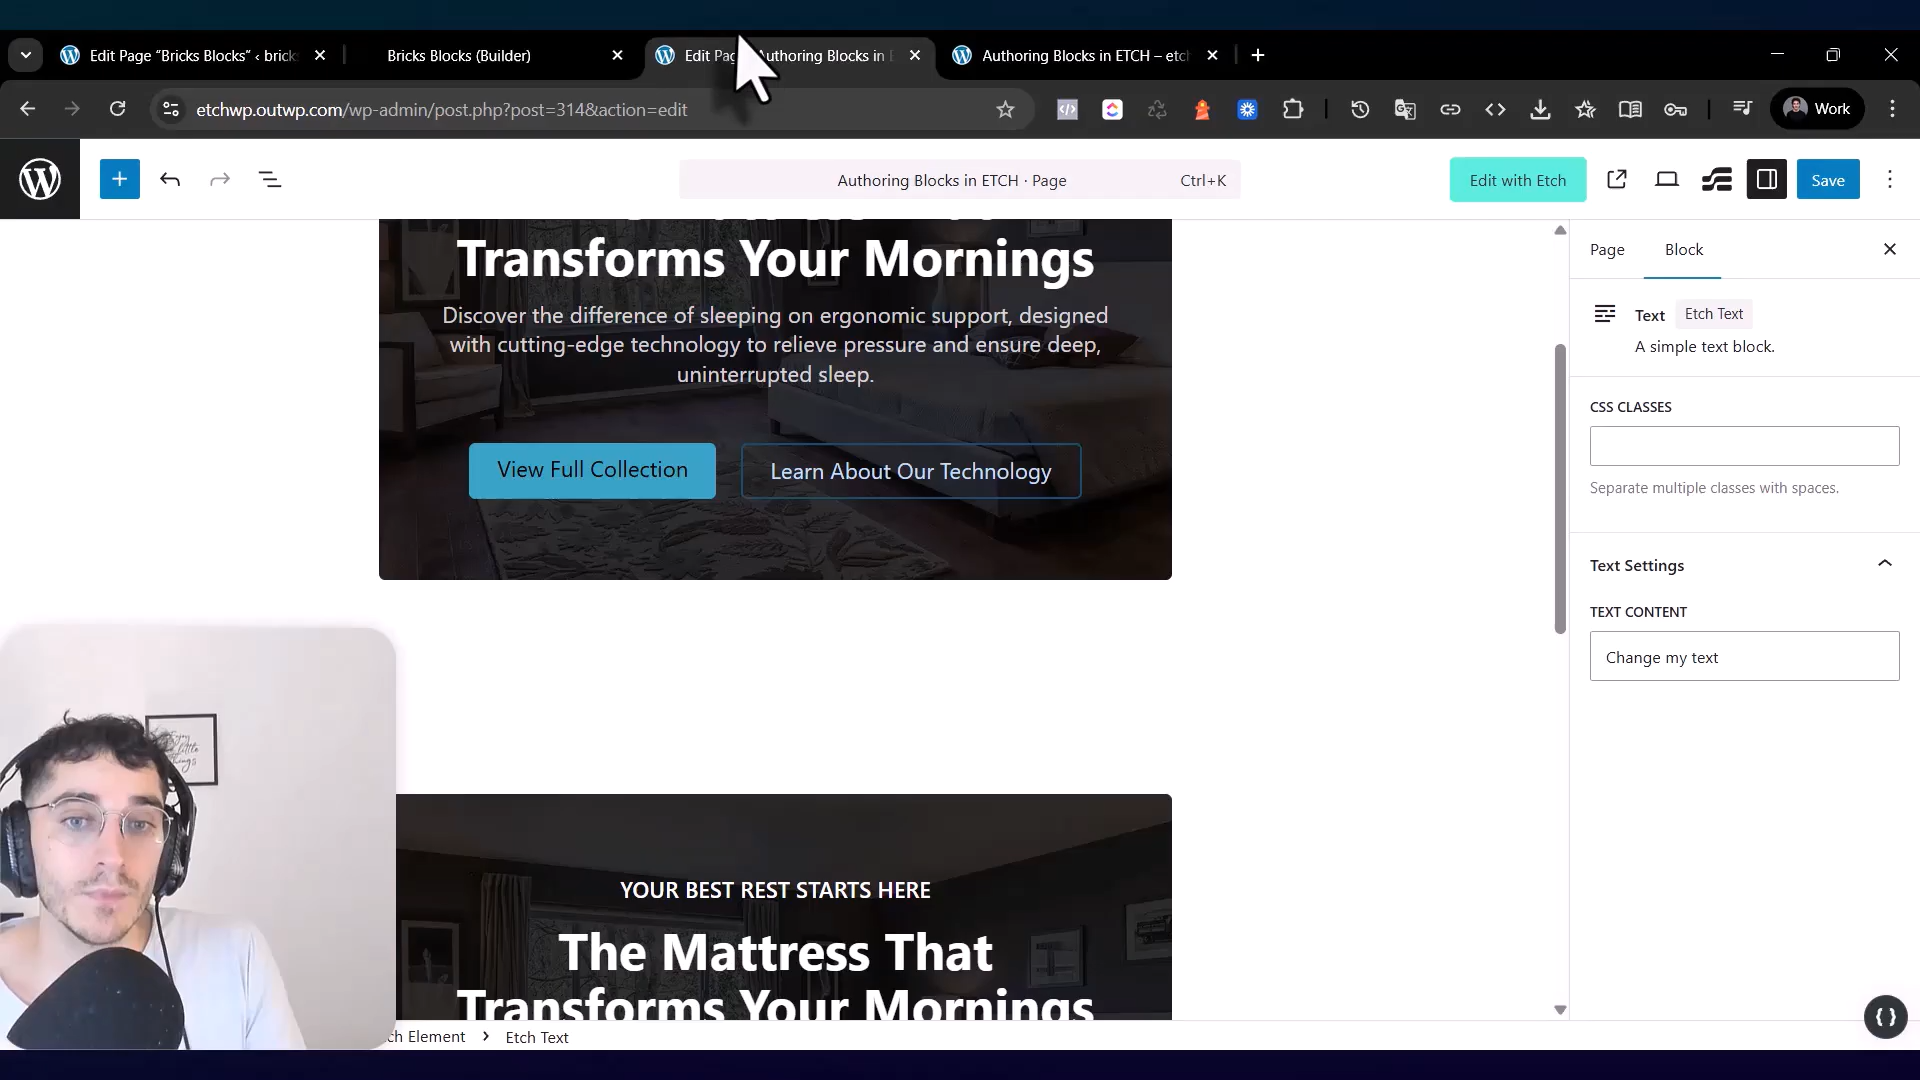 Edit Page “Bricks Blocks” ‹ bricks
Bricks Blocks (Builder)
Edit Pag
uthoring Blocks in E
Authoring Blocks in ETCH – etch
etchwp.outwp.com/wp-admin/post.php?post=314&action=edit
Work
Authoring Blocks in ETCH · Page
Ctrl+K
Edit with Etch
Save
Transforms Your Mornings
Discover the difference of sleeping on ergonomic support, designed
with cutting-edge technology to relieve pressure and ensure deep,
uninterrupted sleep.
View Full Collection
Learn About Our Technology
YOUR BEST REST STARTS HERE
The Mattress That
Transforms Your Mornings
ch Element
Etch Text
Page
Block
Text
Etch Text
A simple text block.
CSS CLASSES
Separate multiple classes with spaces.
Text Settings
TEXT CONTENT
Change my text